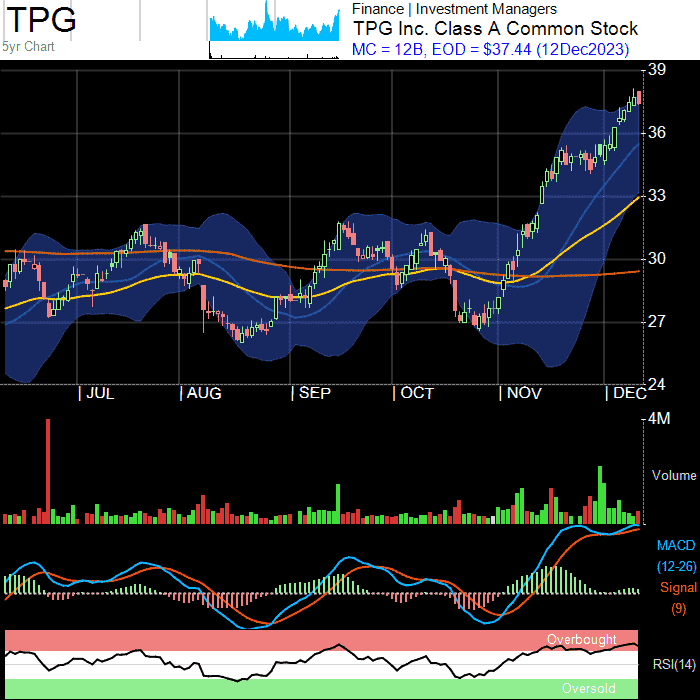 TPG
5yr Chart
Finance | Investment Managers
TPG Inc. Class A Common Stock
MC = 12B, EOD = $37.44 (12Dec2023)
39
36
33
30
27
24
| JUL | AUG | SEP | OCT | NOV | DEC
4M
Volume
MACD
(12-26)
Signal
(9)
Overbought
RSI(14)
Oversold